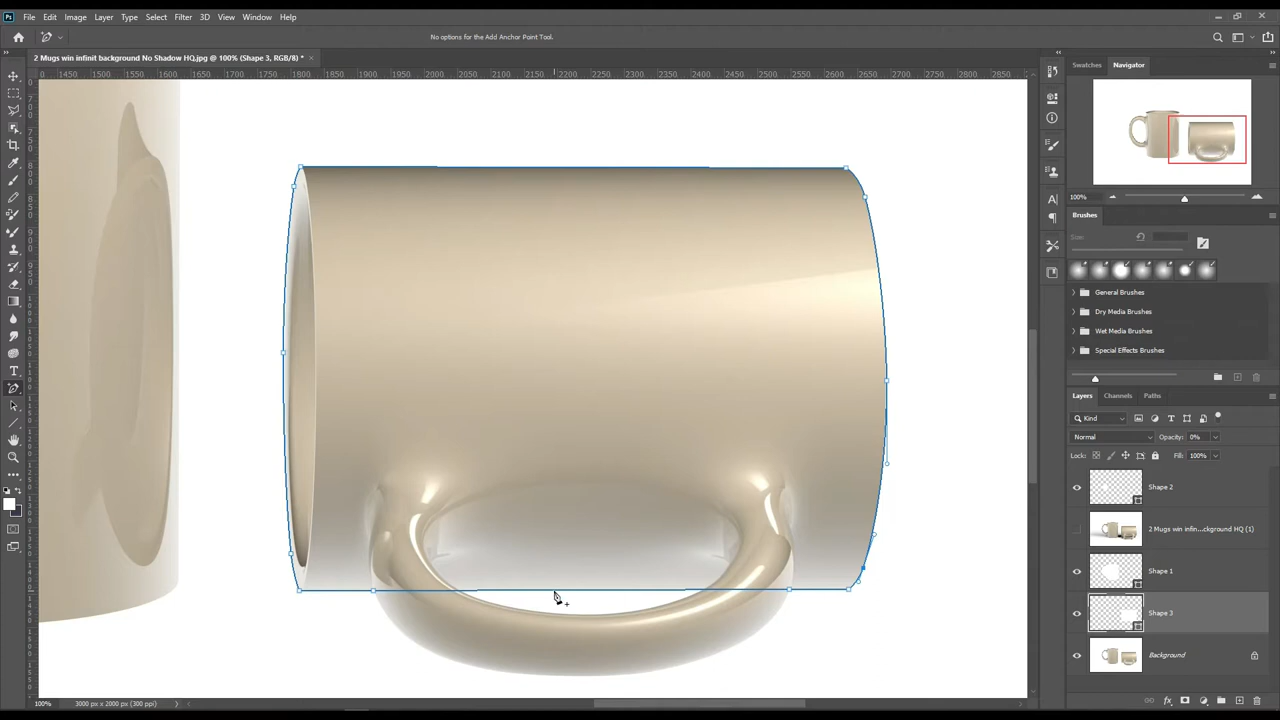 Ps File Edit Image Layer Type Select Filter 3D View Window Help
No options for the Add Anchor Point Tool.
2 Mugs win infinit background No Shadow HQ.jpg @ 100% (Shape 3, RGB/8) *
1450 1500 1550 1600 1650 1700 1750 1800 1850 1900 1950 2000 2050 2100 2150 2200 2250 2300 2350 2400 2450 2500 2550 2600 2650 2700 2750 2800 2850
Swatches Navigator
100%
Brushes
Size:
General Brushes
Dry Media Brushes
Wet Media Brushes
Special Effects Brushes
Layers Channels Paths
Kind
Normal Opacity: 0%
Lock: Fill: 100%
Shape 2
2 Mugs win infin...ckground HQ (1)
Shape 1
Shape 3
Background
100% 3000 px x 2000 px (300 ppi)